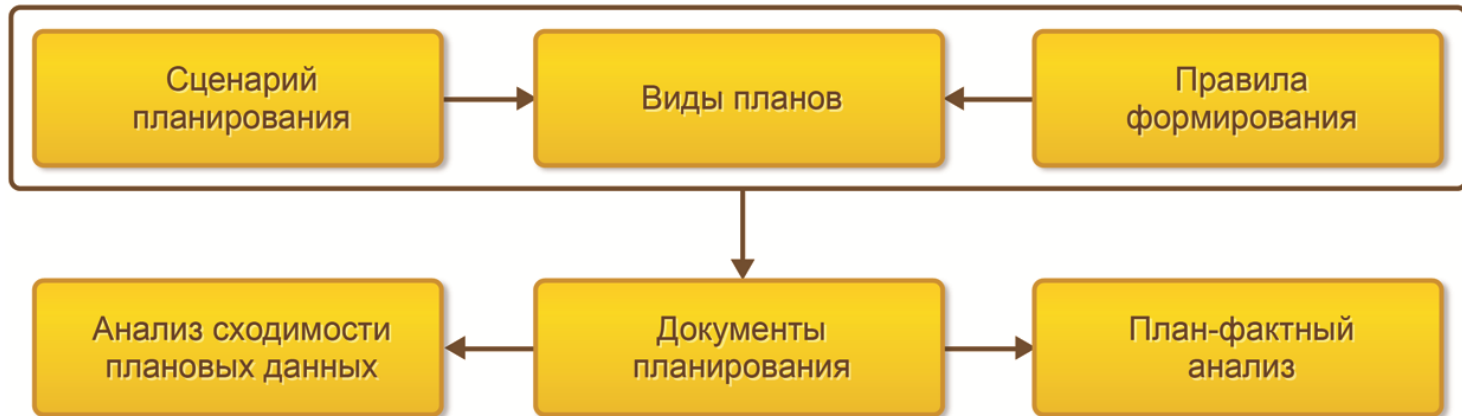 Сценарий
планирования
Виды планов
Правила
формирования
Анализ сходимости
плановых данных
Документы
планирования
План-фактный
анализ